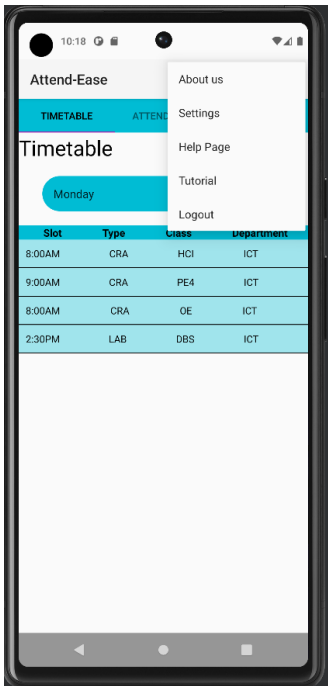 10:18
Attend-Ease
About us
Settings
Help Page
Tutorial
Logout
TIMETABLE ATTEND
Timetable
Monday
Slot Type Class Department
8:00AM CRA HCI ICT
9:00AM CRA PE4 ICT
8:00AM CRA OE ICT
2:30PM LAB DBS ICT